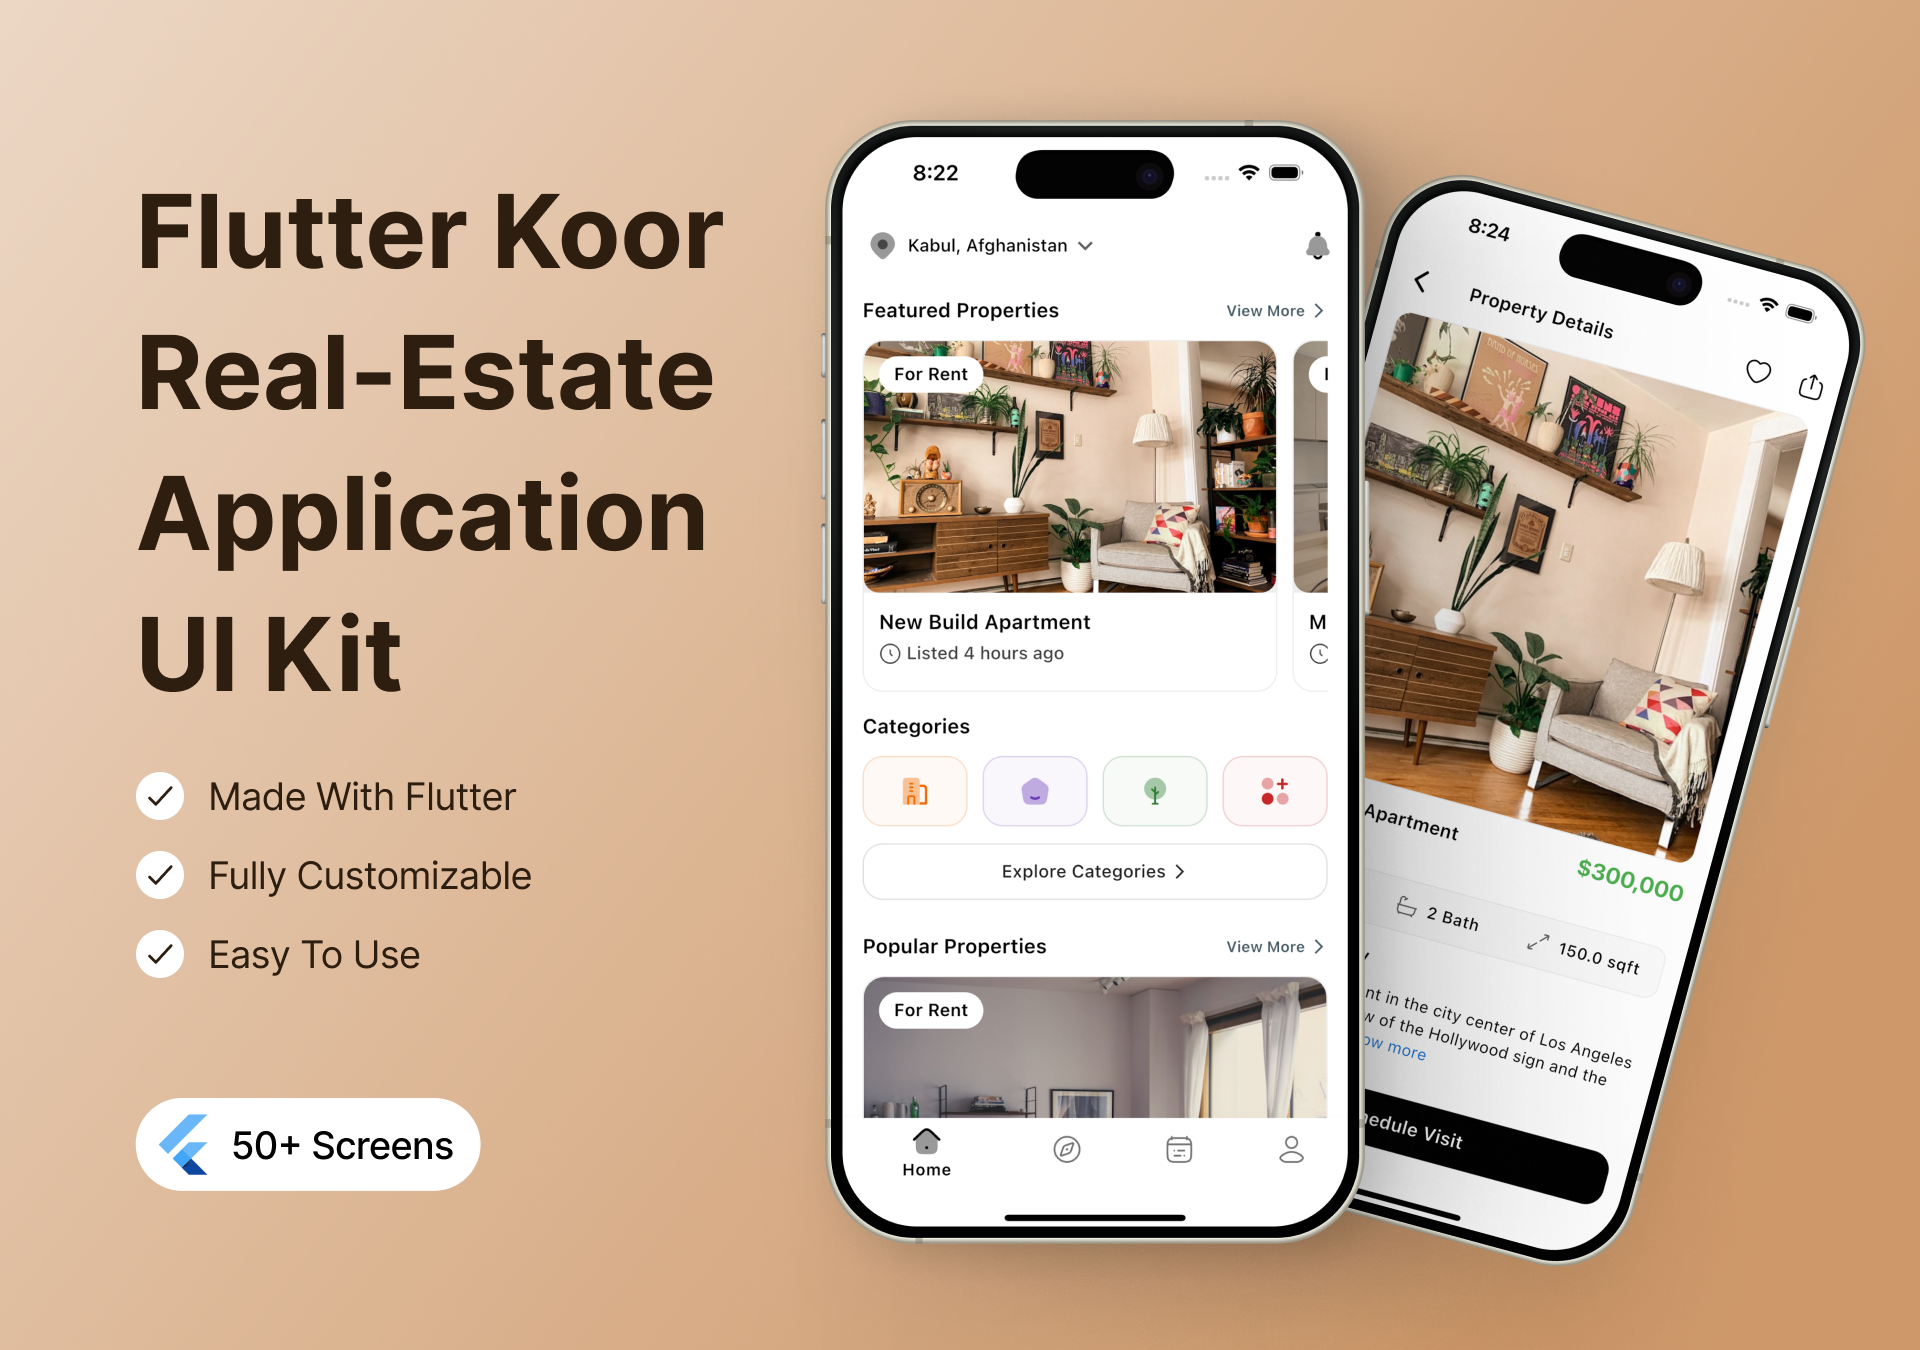 Flutter Koor
Real-Estate
Application
UI Kit
Made With Flutter
Fully Customizable
Easy To Use
50+ Screens
8:22
Kabul, Afghanistan
Featured Properties
View More
For Rent
New Build Apartment
Listed 4 hours ago
M
Categories
Explore Categories
Popular Properties
View More
For Rent
Home
8:24
Property Details
Apartment
$300,000
2 Bath
150.0 sqft
nt in the city center of Los Angeles
w of the Hollywood sign and the
ow more
hedule Visit